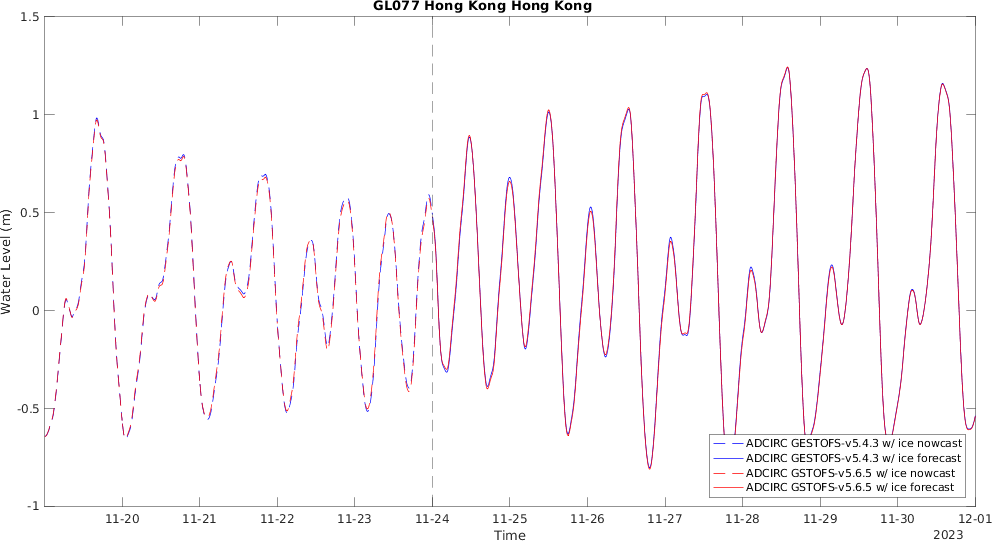 GL077 Hong Kong Hong Kong
1.5
1
0.5
0
-0.5
-1
Water Level (m)
ADCIRC GESTOFS-v5.4.3 w/ ice nowcast
ADCIRC GESTOFS-v5.4.3 w/ ice forecast
ADCIRC GSTOFS-v5.6.5 w/ ice nowcast
ADCIRC GSTOFS-v5.6.5 w/ ice forecast
11-20 11-21 11-22 11-23 11-24 11-25 11-26 11-27 11-28 11-29 11-30 12-01
Time
2023